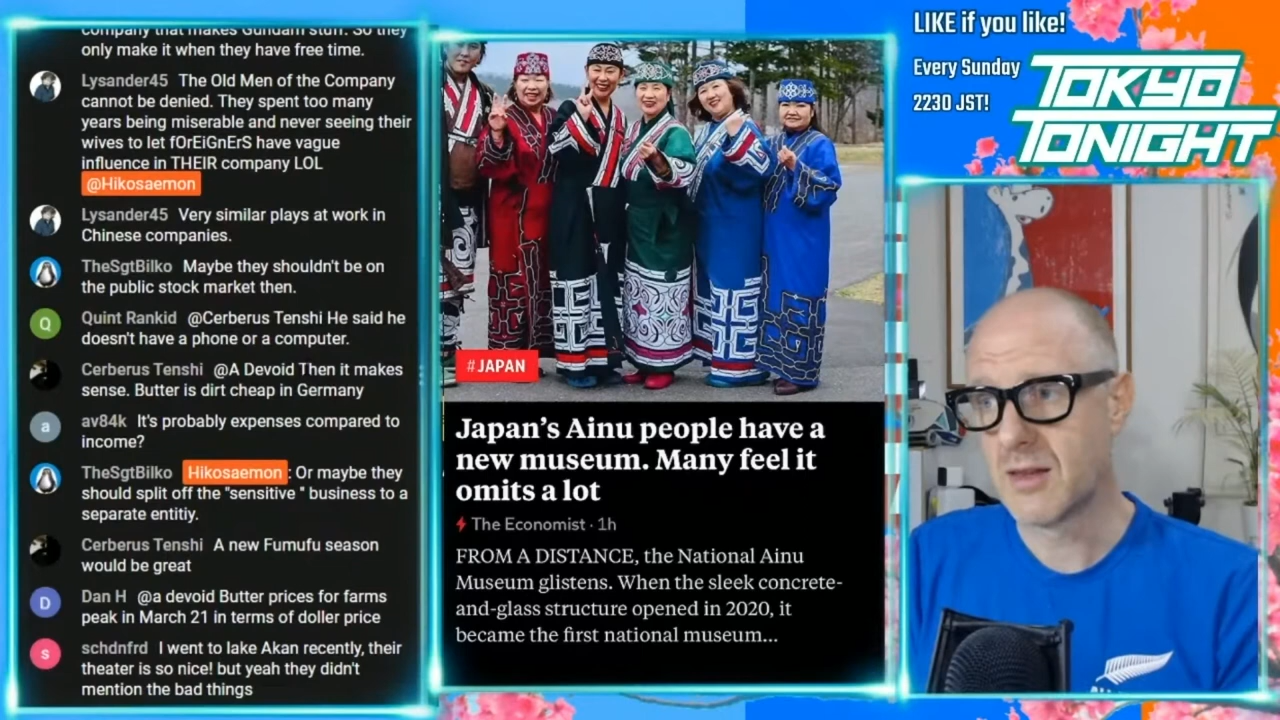 company that makes Gundam stuff. So they
only make it when they have free time.
Lysander45 The Old Men of the Company
cannot be denied. They spent too many
years being miserable and never seeing their
wives to let fOrEiGnErS have vague
influence in THEIR company LOL
@Hikosaemon
Lysander45 Very similar plays at work in
Chinese companies.
TheSgtBilko Maybe they shouldn't be on
the public stock market then.
Q
Quint Rankid @Cerberus Tenshi He said he
doesn't have a phone or a computer.
Cerberus Tenshi @A Devoid Then it makes
sense. Butter is dirt cheap in Germany
a
av84k It's probably expenses compared to
income?
TheSgtBilko Hikosaemon: Or maybe they
should split off the "sensitive " business to a
separate entitiy.
Cerberus Tenshi A new Fumufu season
would be great
D
Dan H @a devoid Butter prices for farms
peak in March 21 in terms of doller price
s
schdnfrd I went to lake Akan recently, their
theater is so nice! but yeah they didn't
mention the bad things
#JAPAN
Japan's Ainu people have a
new museum. Many feel it
omits a lot
The Economist · 1h
FROM A DISTANCE, the National Ainu
Museum glistens. When the sleek concrete-
and-glass structure opened in 2020, it
became the first national museum...
LIKE if you like!
Every Sunday
2230 JST!
TOKYO
TONIGHT